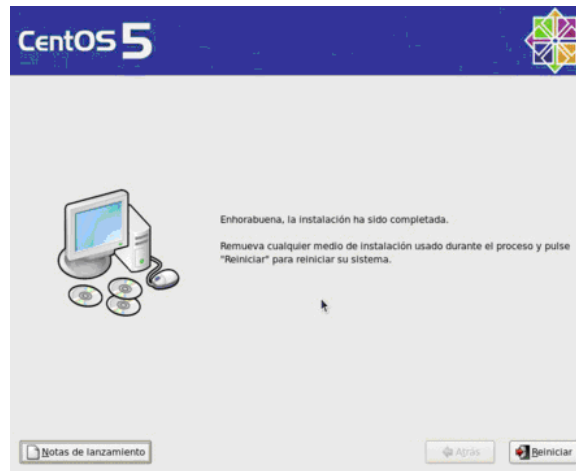 CentOS 5
Enhorabuena, la instalación ha sido completada.
Remueva cualquier medio de instalación usado durante el proceso y pulse
"Reiniciar" para reiniciar su sistema.
Notas de lanzamiento
Atrás
Reiniciar